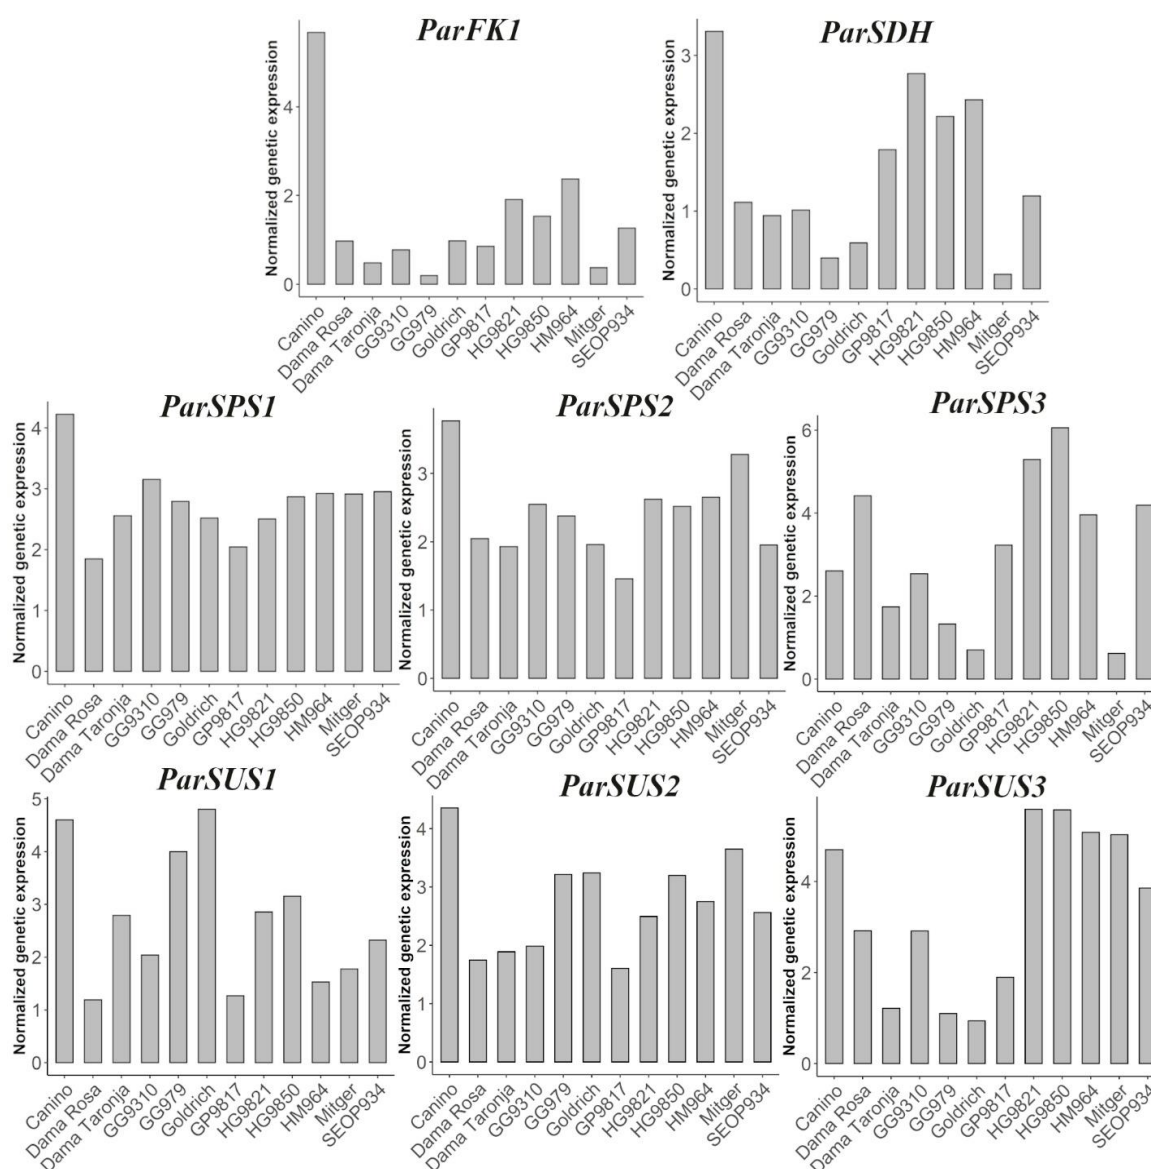 ParFK1
Normalized genetic expression
4
2
0
Canino
Dama Rosa
Dama Taronja
GG9310
GG979
Goldrich
GP9817
HG9821
HG9850
HM964
Mitger
SEOP934
ParSDH
Normalized genetic expression
3
2
1
0
Canino
Dama Rosa
Dama Taronja
GG9310
GG979
Goldrich
GP9817
HG9821
HG9850
HM964
Mitger
SEOP934
ParSPS1
Normalized genetic expression
4
3
2
1
0
Canino
Dama Rosa
Dama Taronja
GG9310
GG979
Goldrich
GP9817
HG9821
HG9850
HM964
Mitger
SEOP934
ParSPS2
Normalized genetic expression
3
2
1
0
Canino
Dama Rosa
Dama Taronja
GG9310
GG979
Goldrich
GP9817
HG9821
HG9850
HM964
Mitger
SEOP934
ParSPS3
Normalized genetic expression
6
4
2
0
Canino
Dama Rosa
Dama Taronja
GG9310
GG979
Goldrich
GP9817
HG9821
HG9850
HM964
Mitger
SEOP934
ParSUS1
Normalized genetic expression
5
4
3
2
1
0
Canino
Dama Rosa
Dama Taronja
GG9310
GG979
Goldrich
GP9817
HG9821
HG9850
HM964
Mitger
SEOP934
ParSUS2
Normalized genetic expression
4
3
2
1
0
Canino
Dama Rosa
Dama Taronja
GG9310
GG979
Goldrich
GP9817
HG9821
HG9850
HM964
Mitger
SEOP934
ParSUS3
Normalized genetic expression
4
2
0
Canino
Dama Rosa
Dama Taronja
GG9310
GG979
Goldrich
GP9817
HG9821
HG9850
HM964
Mitger
SEOP934